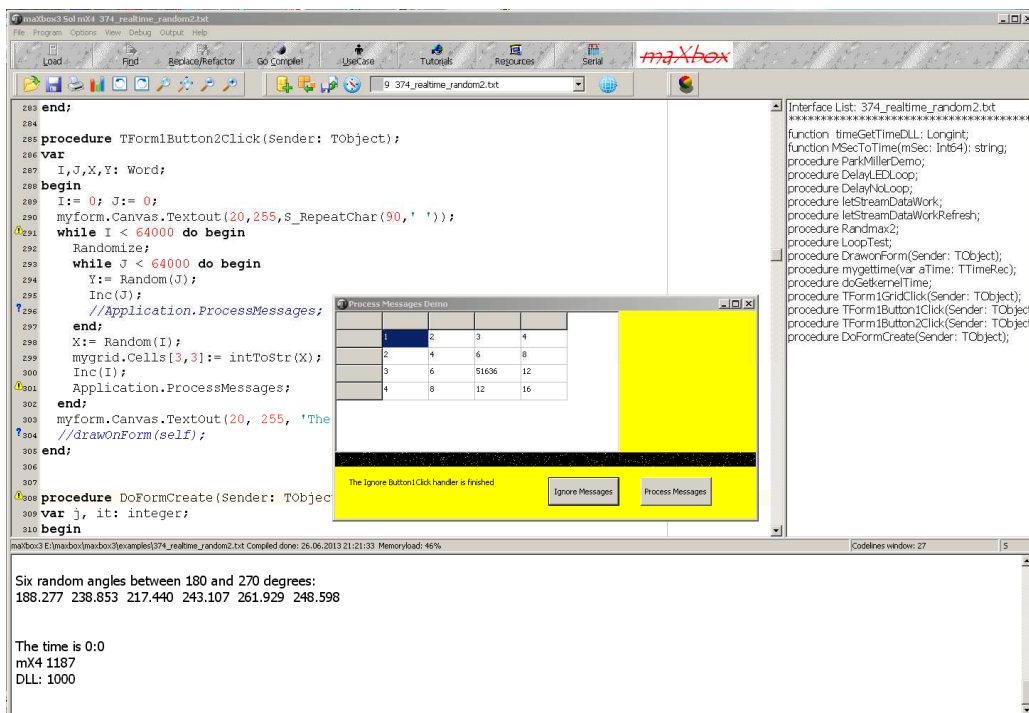 maXbox3 Sol mX4 374_realtime_random2.txt
File Program Options View Debug Output Help
Load Find Replace/Refactor Go Compile! UseCase Tutorials Resources Serial maXbox
9 374_realtime_random2.txt
283 end;
284
285 procedure TForm1Button2Click(Sender: TObject);
286 var
287 I,J,X,Y: Word;
288 begin
289 I:= 0; J:= 0;
290 myform.Canvas.Textout(20,255,S_RepeatChar(90,' '));
291 while I < 64000 do begin
292 Randomize;
293 while J < 64000 do begin
294 Y:= Random(J);
295 Inc(J);
296 //Application.ProcessMessages;
297 end;
298 X:= Random(I);
299 mygrid.Cells[3,3]:= intToStr(X);
300 Inc(I);
301 Application.ProcessMessages;
302 end;
303 myform.Canvas.TextOut(20, 255, 'The
304 //drawOnForm(self);
305 end;
306
307
308 procedure DoFormCreate(Sender: TObjec
309 var j, it: integer;
310 begin
Process Messages Demo
1 2 3 4
2 4 6 8
3 6 51636 12
4 8 12 16
The Ignore Button1Click handler is finished
Ignore Messages
Process Messages
Interface List: 374_realtime_random2.txt
****************************************
function timeGetTimeDLL: Longint;
function MSecToTime(mSec: Int64): string;
procedure ParkMillerDemo;
procedure DelayLEDLoop;
procedure DelayNoLoop;
procedure letStreamDataWork;
procedure letStreamDataWorkRefresh;
procedure Randmax2;
procedure LoopTest;
procedure DrawonForm(Sender: TObject);
procedure mygettime(var aTime: TTimeRec);
procedure doGetkernelTime;
procedure TForm1GridClick(Sender: TObject);
procedure TForm1Button1Click(Sender: TObject
procedure TForm1Button2Click(Sender: TObject
procedure DoFormCreate(Sender: TObject);
maXbox3 E:\maxbox\maxbox3\examples\374_realtime_random2.txt Compiled done: 26.06.2013 21:21:33 Memoryload: 46%
Codelines window: 27
S
Six random angles between 180 and 270 degrees:
188.277 238.853 217.440 243.107 261.929 248.598
The time is 0:0
mX4 1187
DLL: 1000